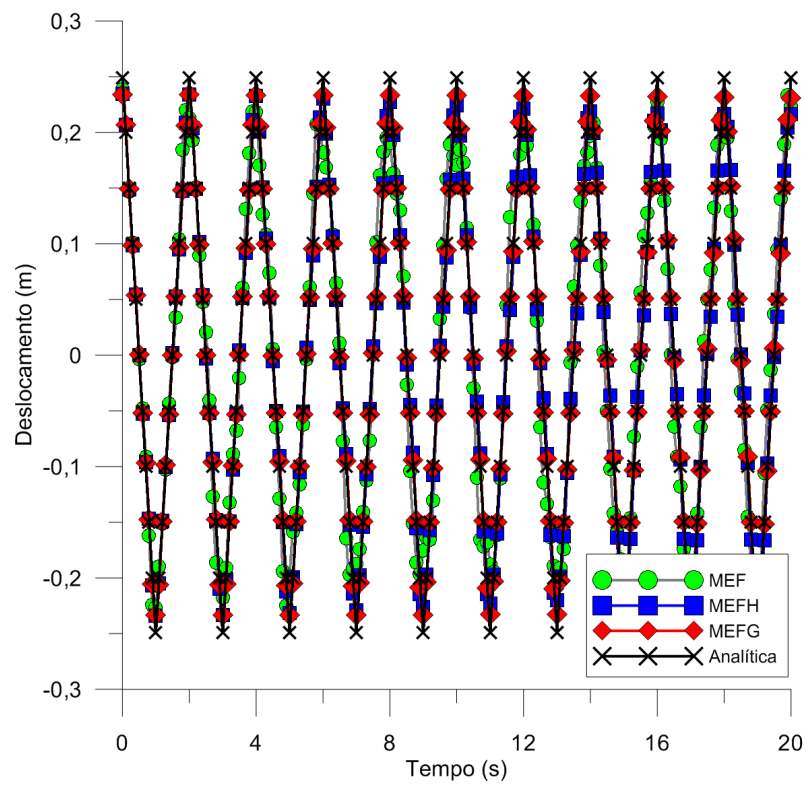 0,3
0,2
0,1
0
-0,1
-0,2
-0,3
Deslocamento (m)
0 4 8 12 16 20
Tempo (s)
MEF
MEFH
MEFG
Analítica